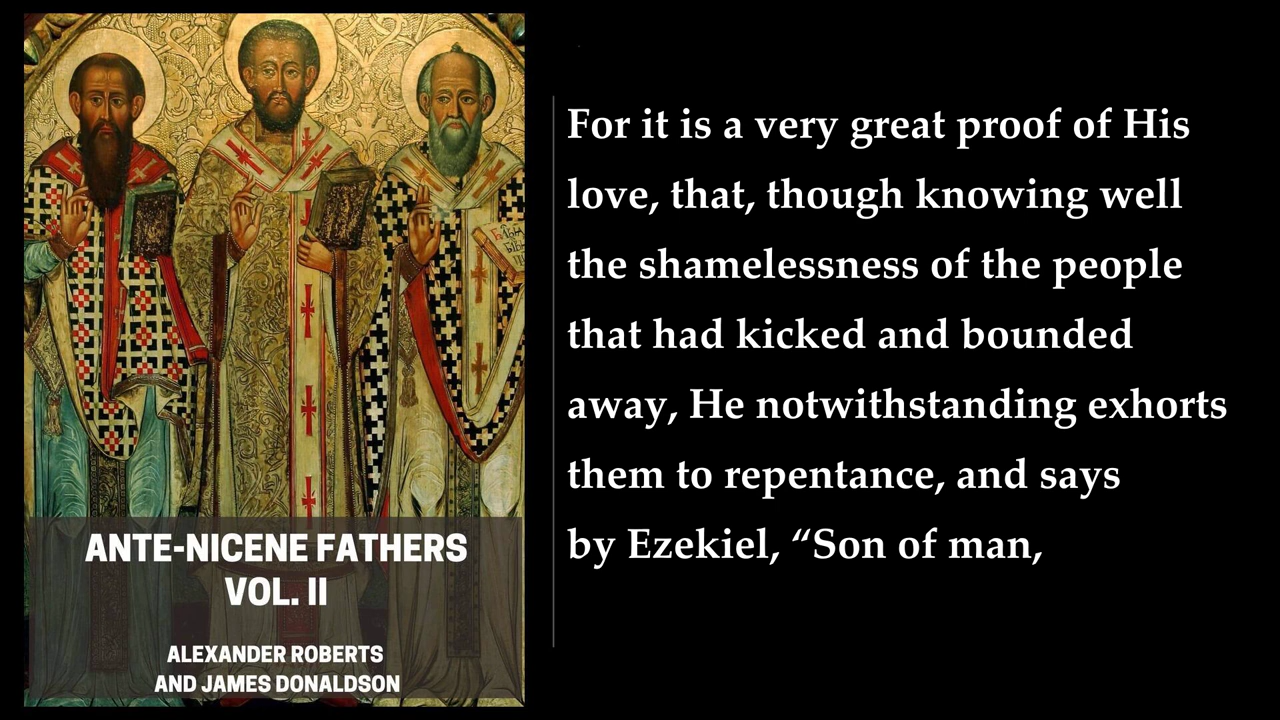 ANTE-NICENE FATHERS
VOL. II
ALEXANDER ROBERTS
AND JAMES DONALDSON
For it is a very great proof of His
love, that, though knowing well
the shamelessness of the people
that had kicked and bounded
away, He notwithstanding exhorts
them to repentance, and says
by Ezekiel, “Son of man,